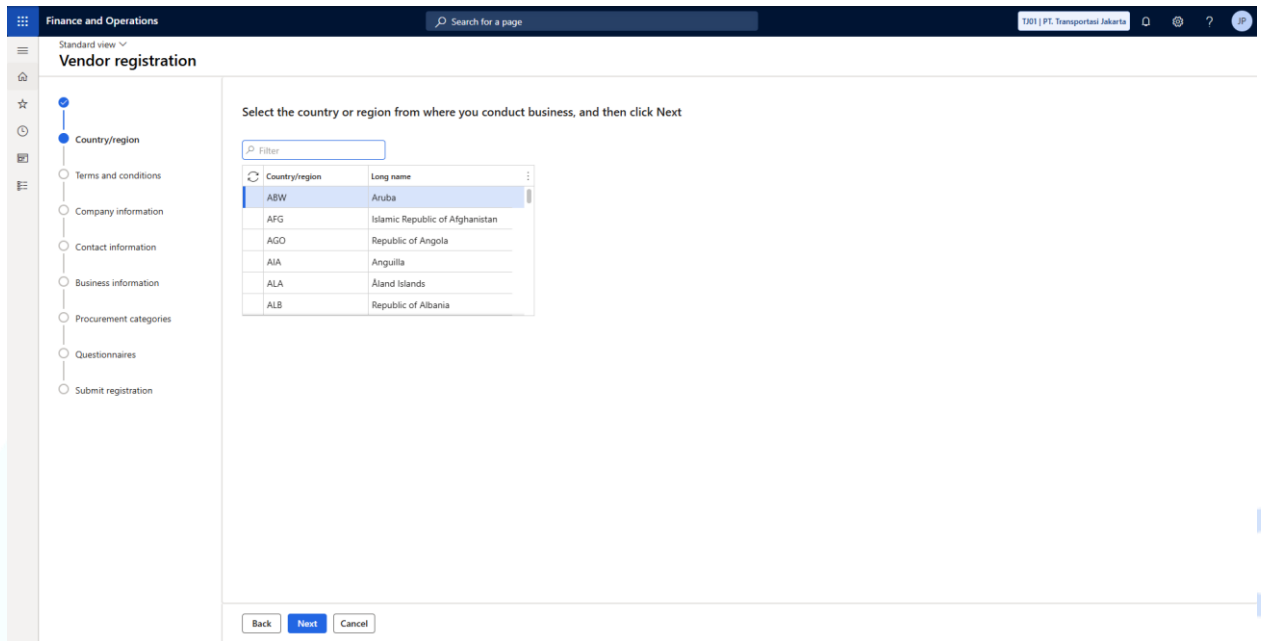 Finance and Operations
Search for a page
TJ01 | PT. Transportasi Jakarta
?
JP
Standard view
Vendor registration
Country/region
Terms and conditions
Company information
Contact information
Business information
Procurement categories
Questionnaires
Submit registration
Select the country or region from where you conduct business, and then click Next
Filter
Country/region Long name
ABW Aruba
AFG Islamic Republic of Afghanistan
AGO Republic of Angola
AIA Anguilla
ALA Åland Islands
ALB Republic of Albania
Back Next Cancel